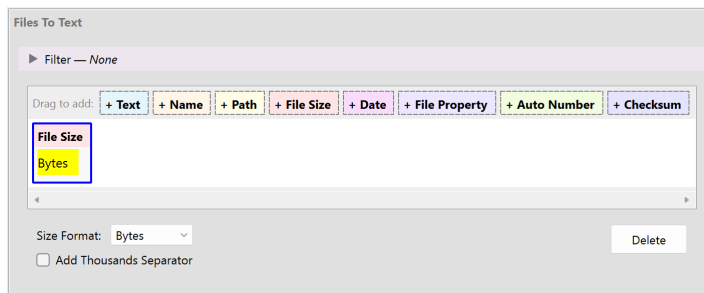 Files To Text
Filter — None
Drag to add: + Text + Name + Path + File Size + Date + File Property + Auto Number + Checksum
File Size
Bytes
Size Format: Bytes
Delete
Add Thousands Separator